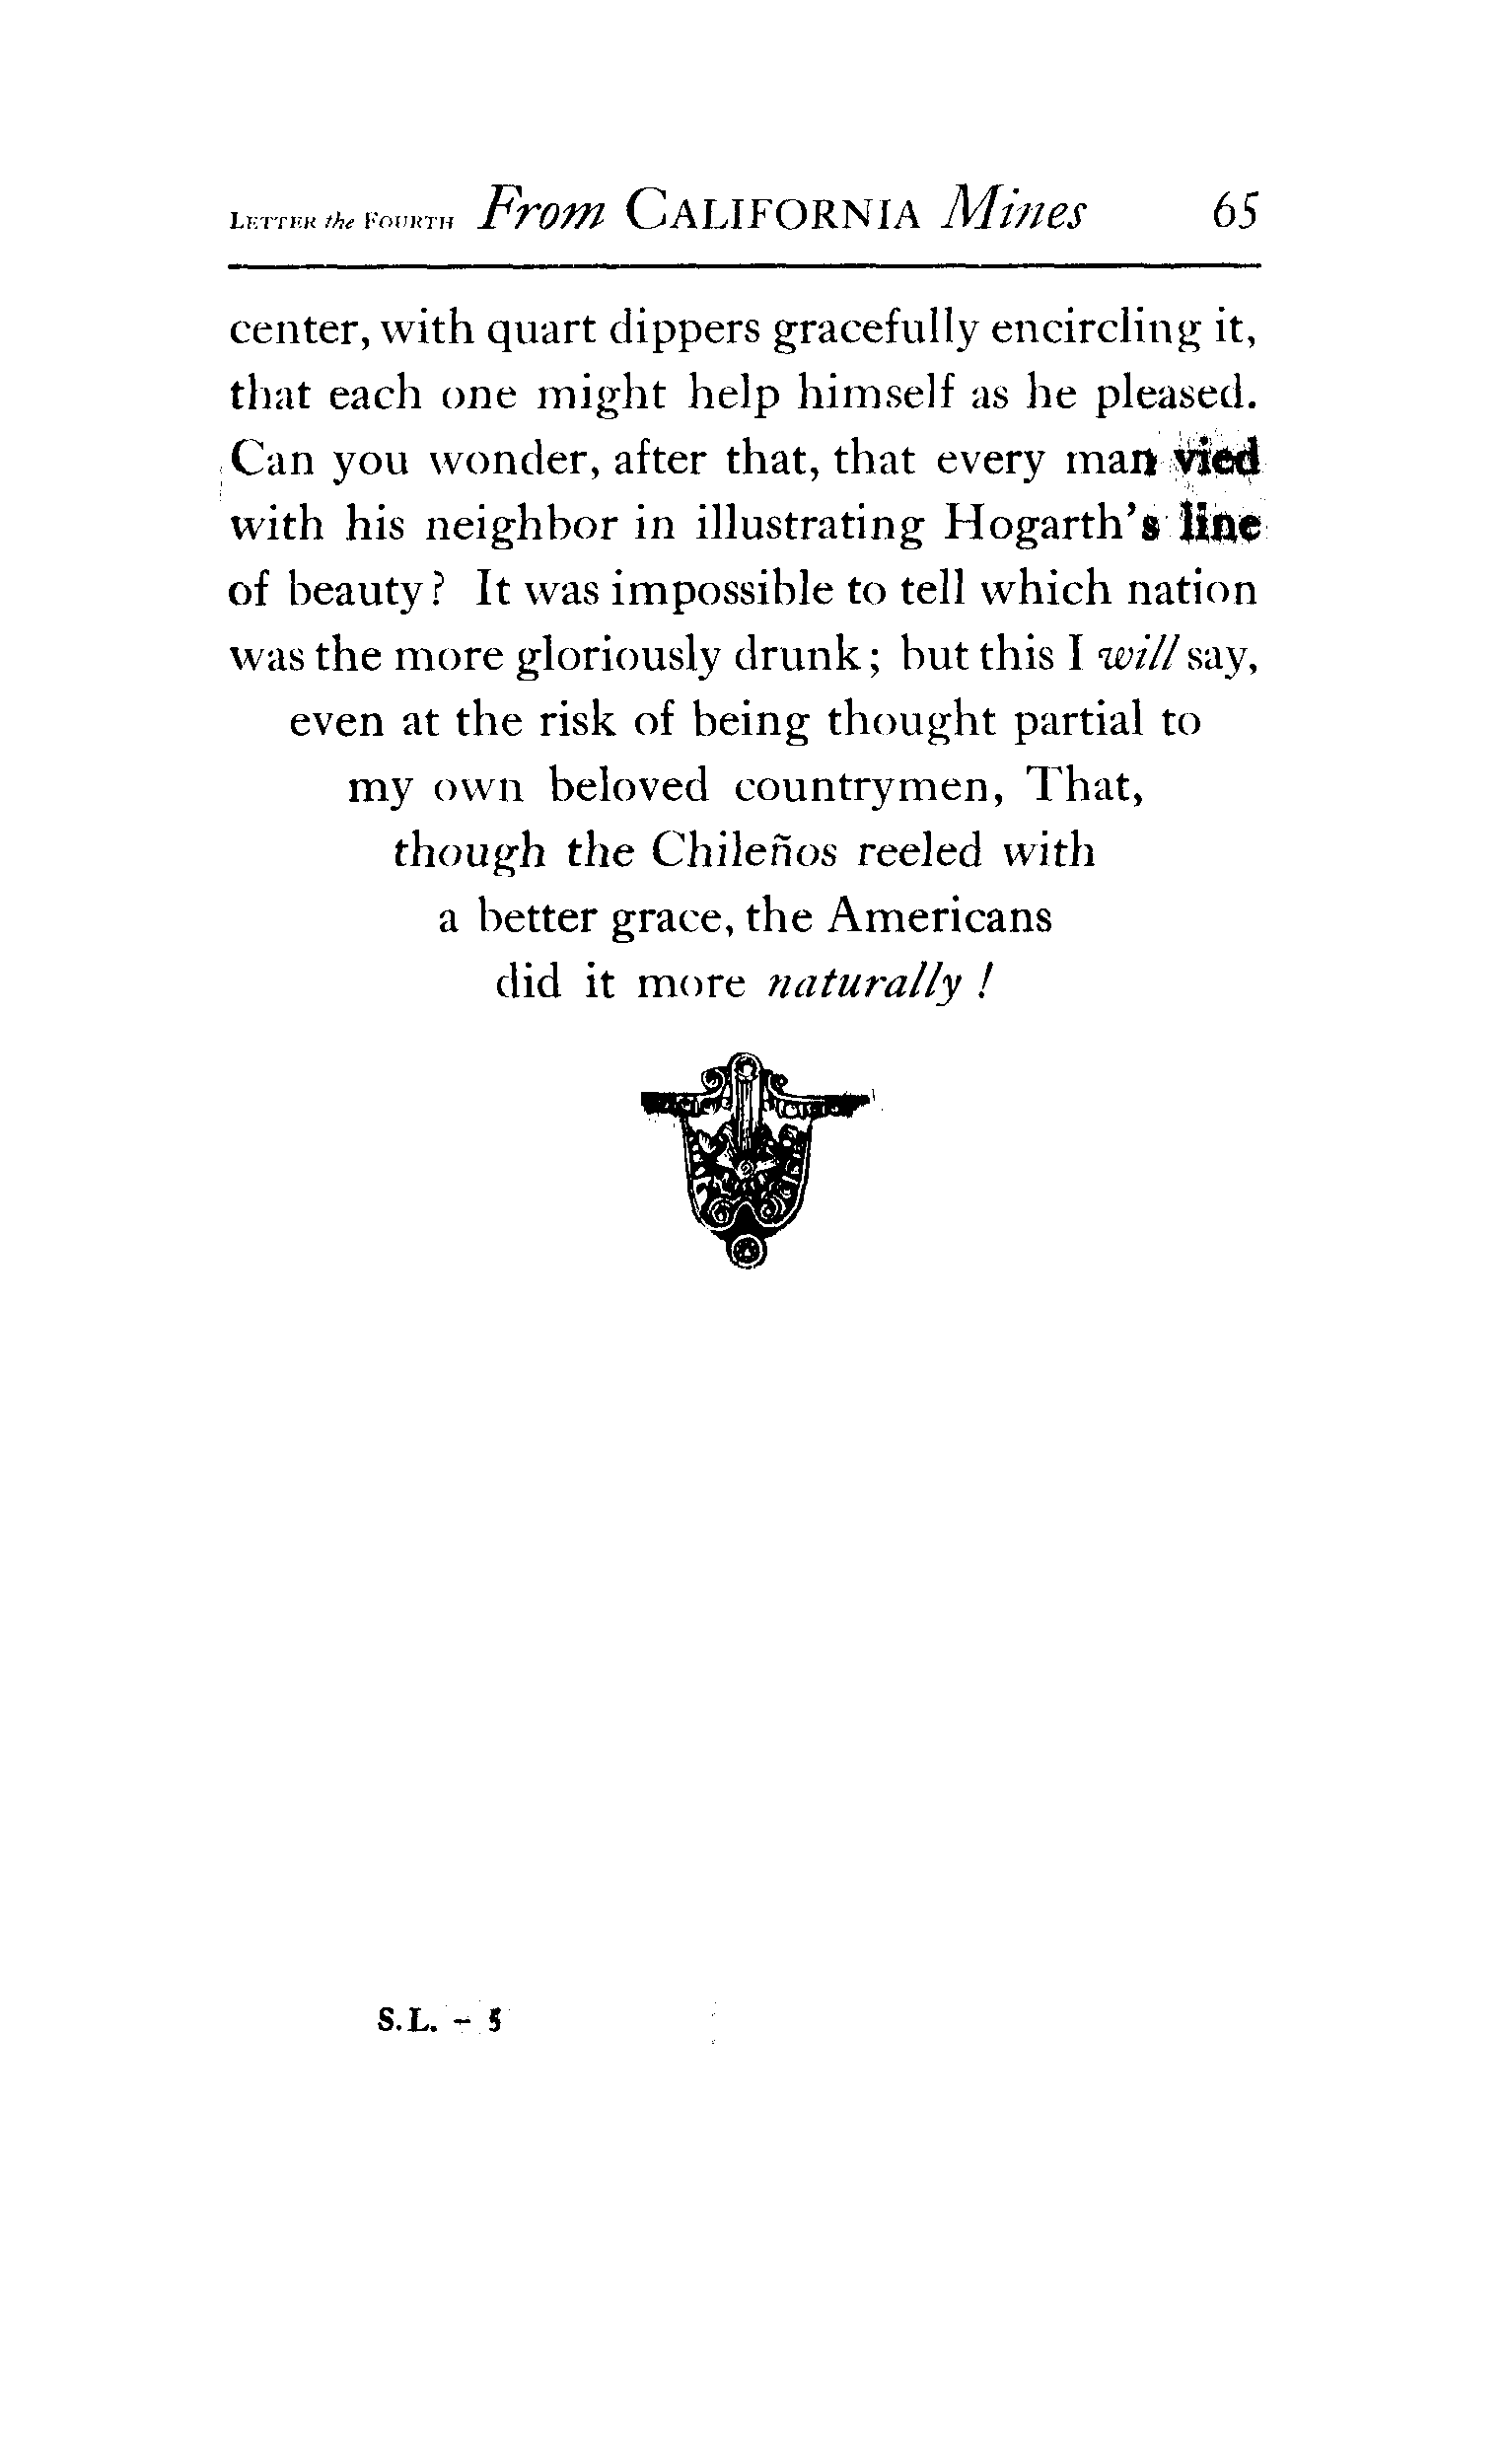 LETTER the FOURTH From CALIFORNIA Mines 65
center, with quart dippers gracefully encircling it,
that each one might help himself as he pleased.
Can you wonder, after that, that every man vied
with his neighbor in illustrating Hogarth's line
of beauty? It was impossible to tell which nation
was the more gloriously drunk; but this I will say,
even at the risk of being thought partial to
my own beloved countrymen, That,
though the Chileños reeled with
a better grace, the Americans
did it more naturally!
S.L. - 5